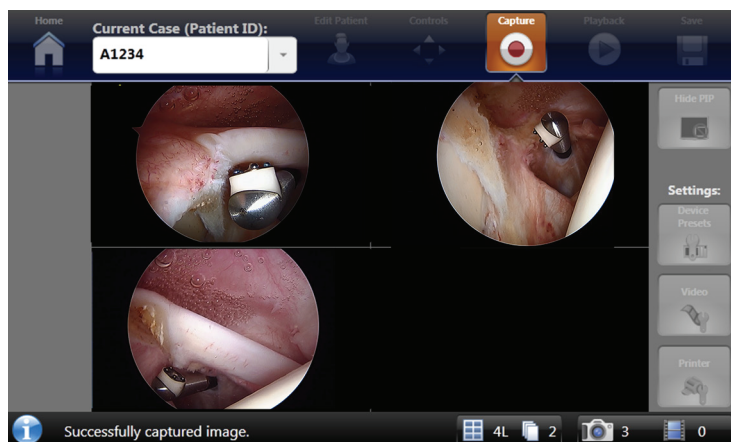 Home
Current Case (Patient ID):
A1234
Edit Patient
Controls
Capture
Playback
Save
Hide PIP
Settings:
Device
Presets
Video
Printer
Successfully captured image.
4L
2
3
0